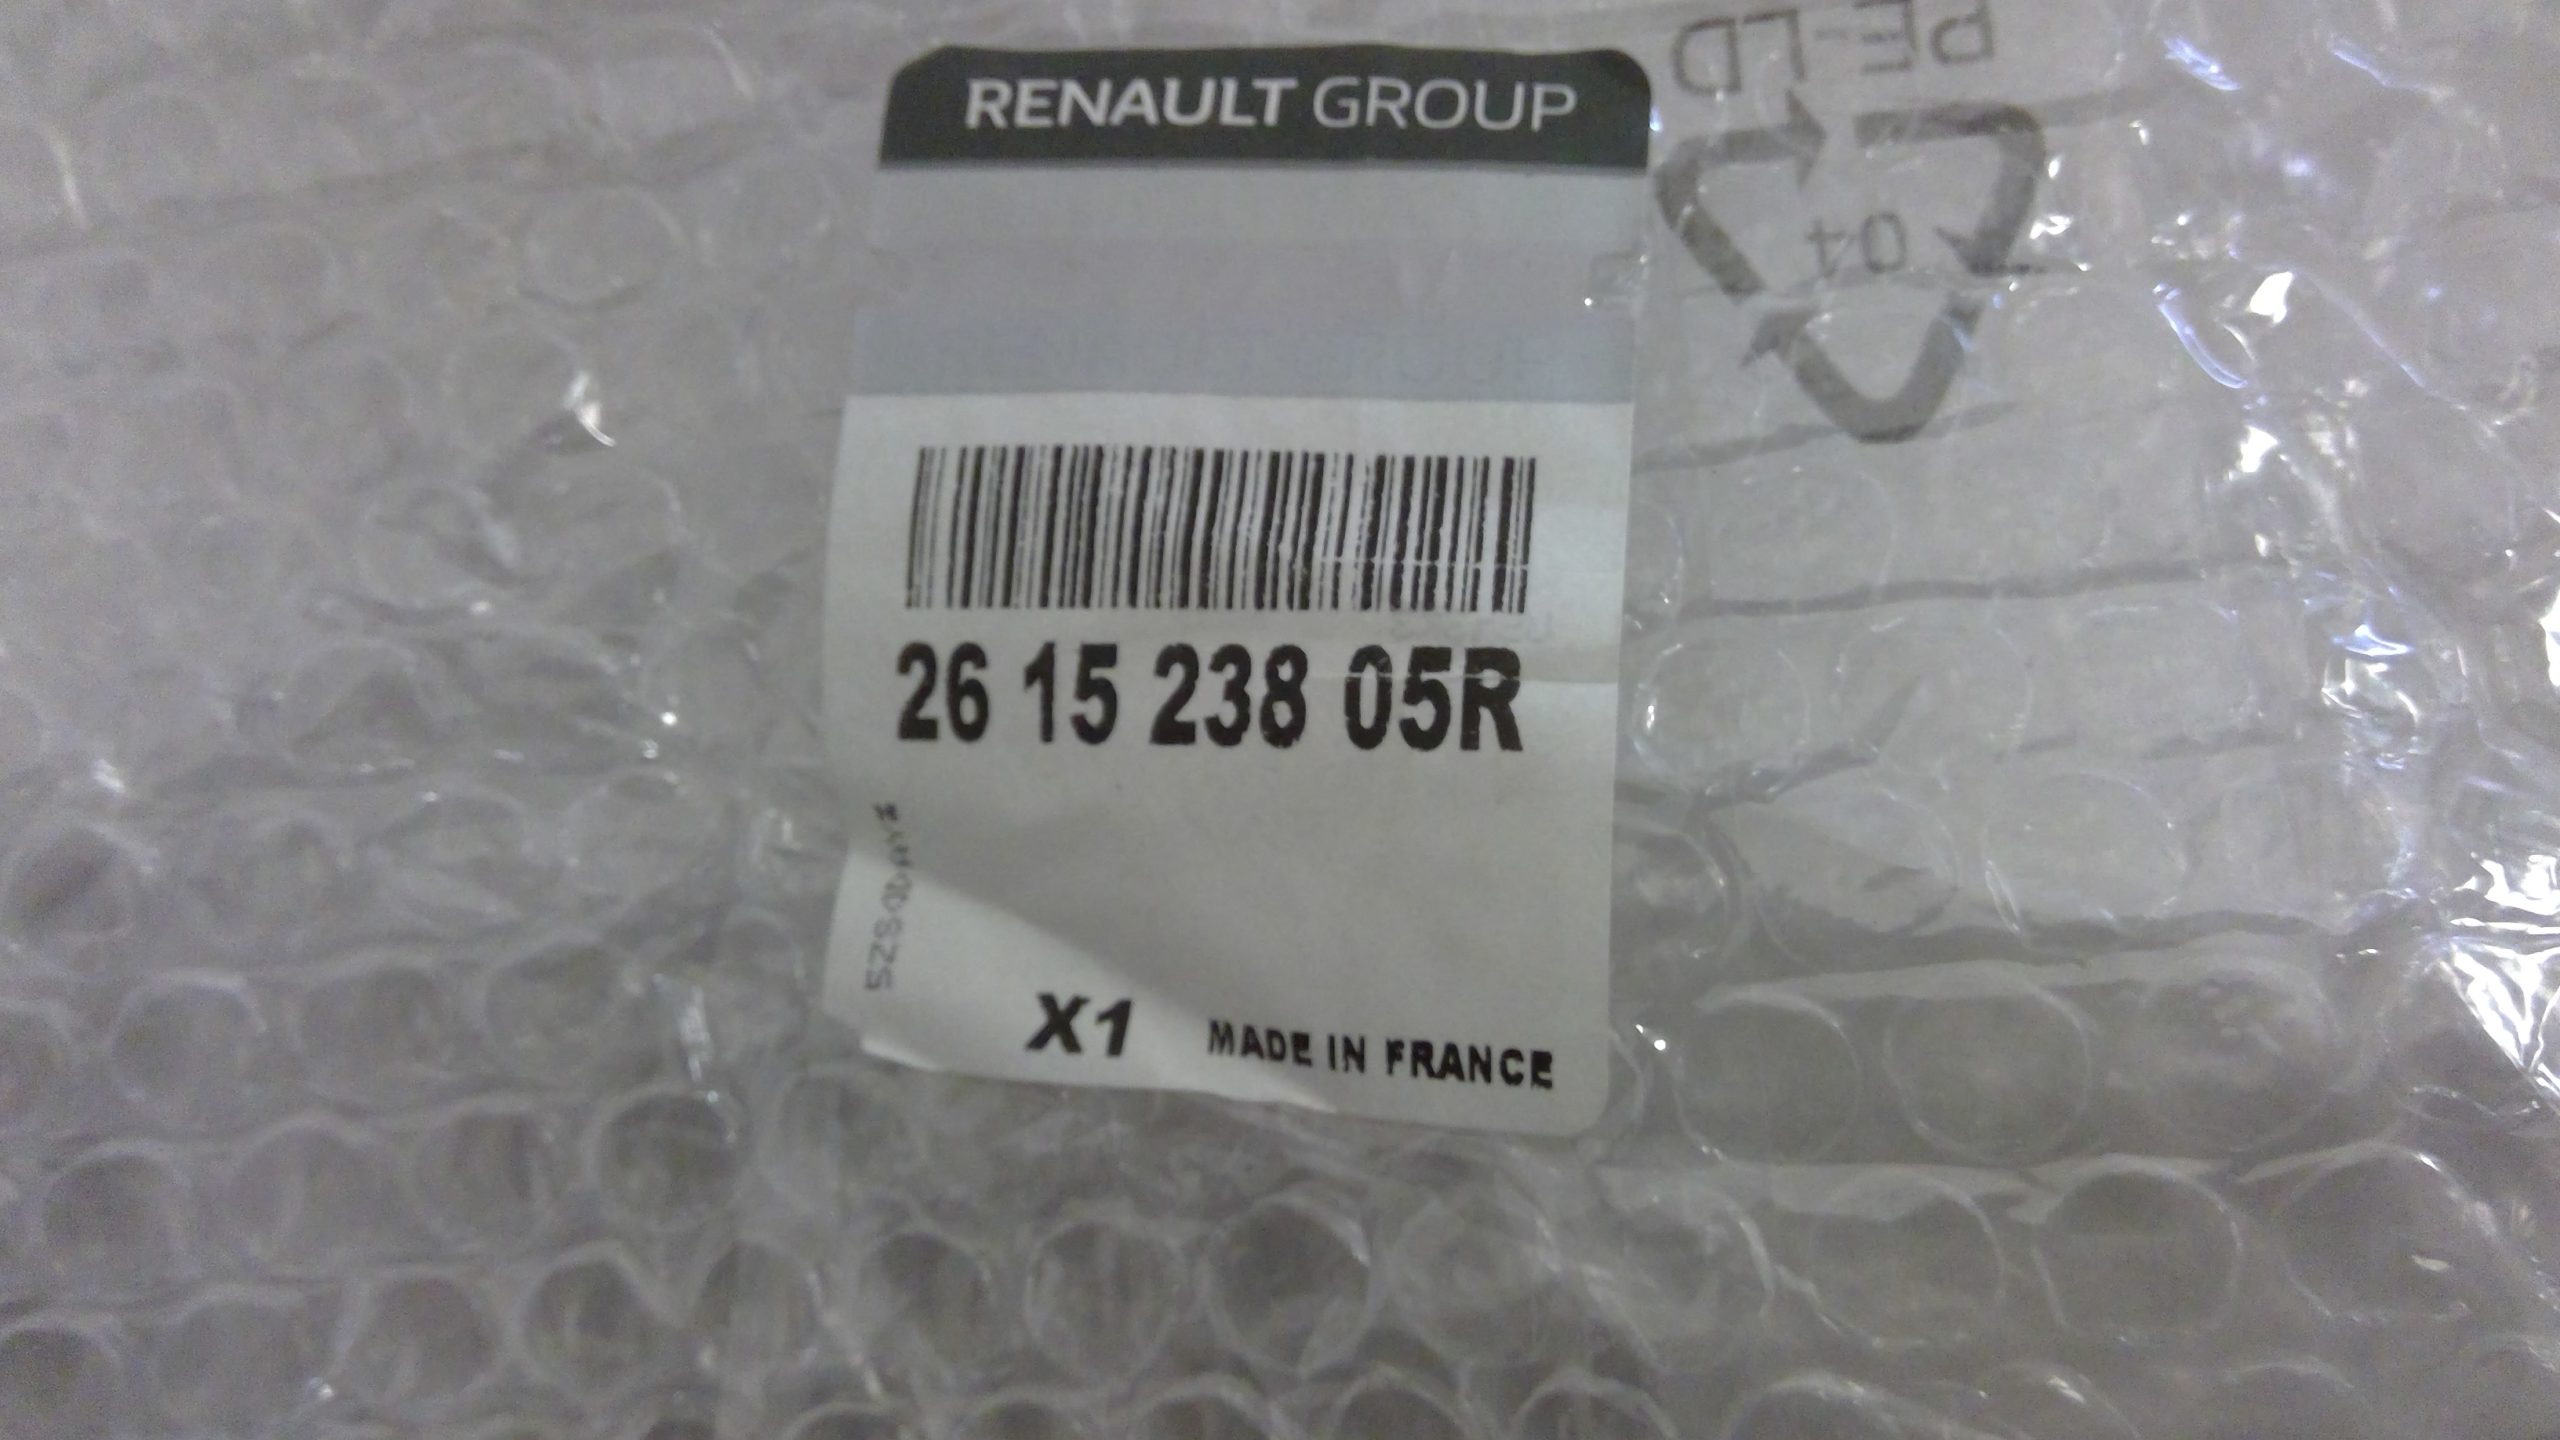 PE-LD
RENAULT GROUP
04
26 15 238 05R
X1 MADE IN FRANCE